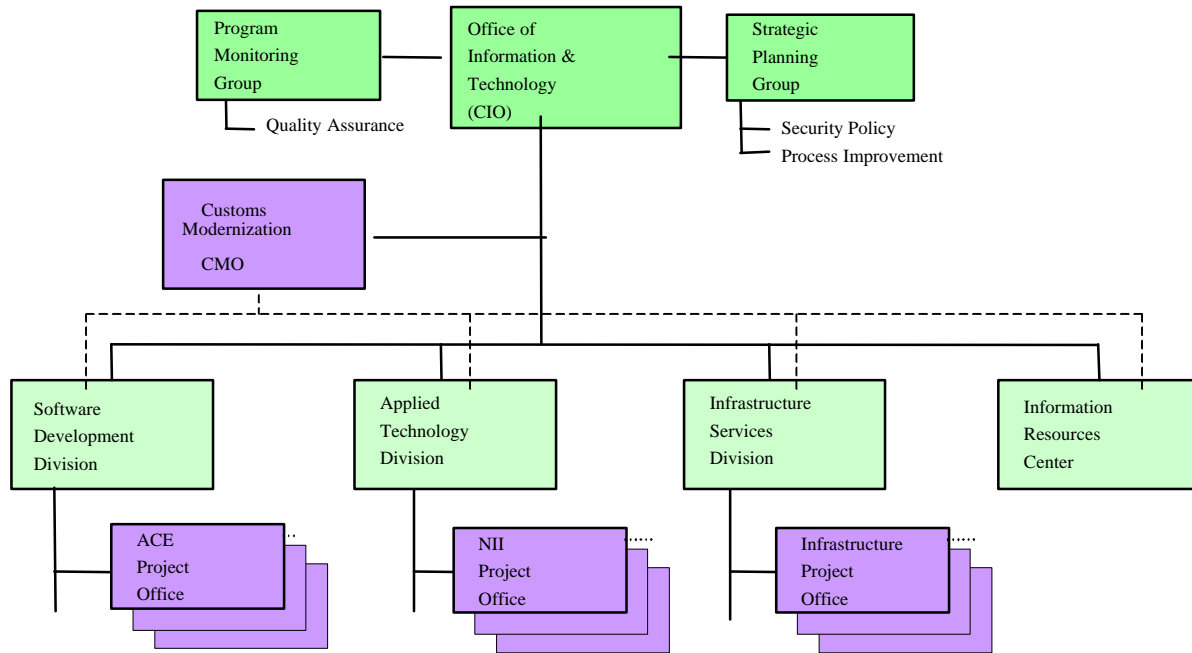 Program
Monitoring
Group
Office of
Information &
Technology
(CIO)
Strategic
Planning
Group
Quality Assurance
Security Policy
Process Improvement
Customs
Modernization
CMO
Software
Development
Division
Applied
Technology
Division
Infrastructure
Services
Division
Information
Resources
Center
ACE
Project
Office
NII
Project
Office
Infrastructure
Project
Office